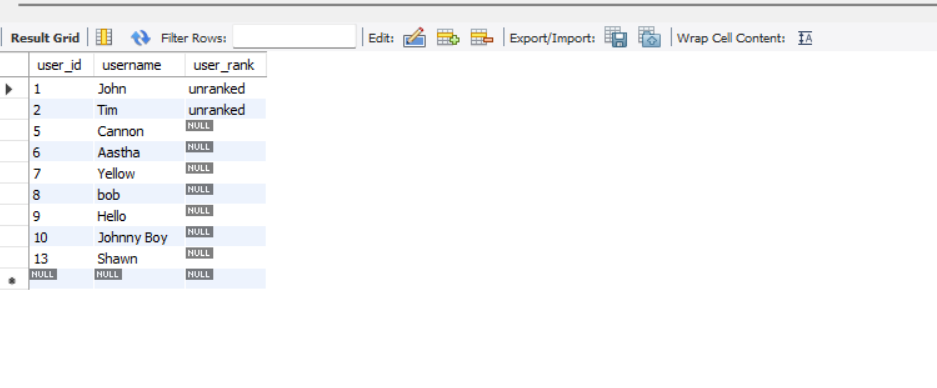 Result Grid Filter Rows: Edit: Export/Import: Wrap Cell Content: IA
user_id username user_rank
1 John unranked
2 Tim unranked
5 Cannon NULL
6 Aastha NULL
7 Yellow NULL
8 bob NULL
9 Hello NULL
10 Johnny Boy NULL
13 Shawn NULL
NULL NULL NULL